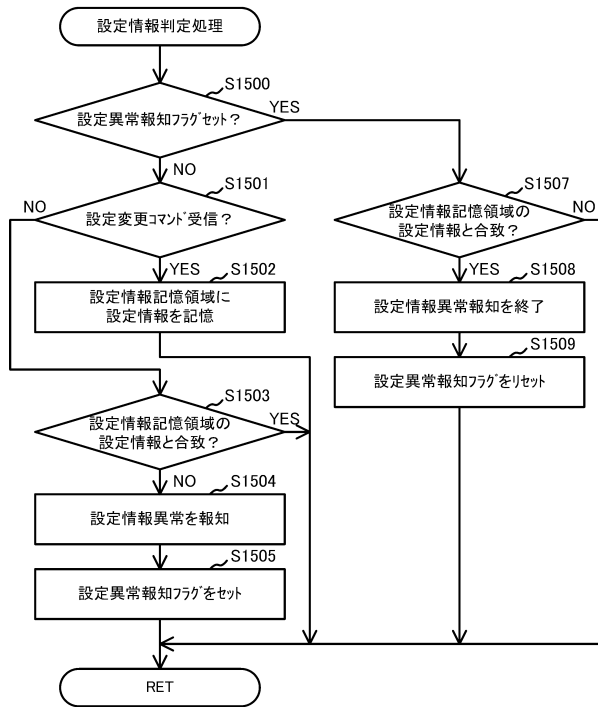 設定情報判定処理
S1500
設定異常報知フラグセット？
YES
NO
S1501
NO
設定変更コマンド受信？
YES
S1502
設定情報記憶領域に
設定情報を記憶
S1503
設定情報記憶領域の
設定情報と合致？
YES
NO
S1504
設定情報異常を報知
S1505
設定異常報知フラグをセット
S1507
設定情報記憶領域の
設定情報と合致？
NO
YES
S1508
設定情報異常報知を終了
S1509
設定異常報知フラグをリセット
RET